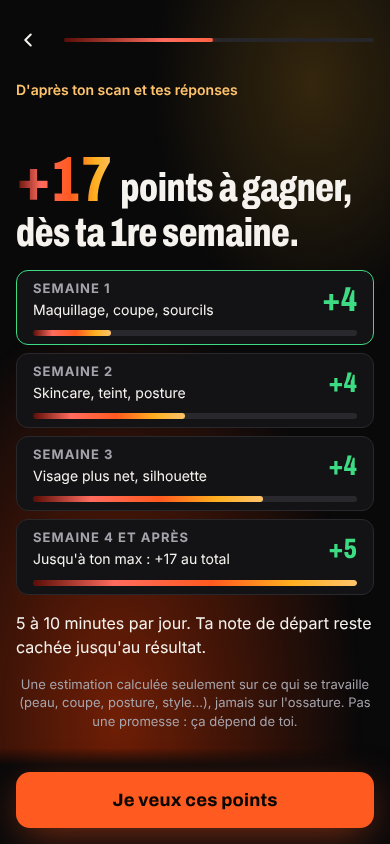 D'après ton scan et tes réponses
+17 points à gagner,
dès ta 1re semaine.
SEMAINE 1
Maquillage, coupe, sourcils
+4
SEMAINE 2
Skincare, teint, posture
+4
SEMAINE 3
Visage plus net, silhouette
+4
SEMAINE 4 ET APRÈS
Jusqu'à ton max : +17 au total
+5
5 à 10 minutes par jour. Ta note de départ reste
cachée jusqu'au résultat.
Une estimation calculée seulement sur ce qui se travaille
(peau, coupe, posture, style...), jamais sur l'ossature. Pas
une promesse : ça dépend de toi.
Je veux ces points